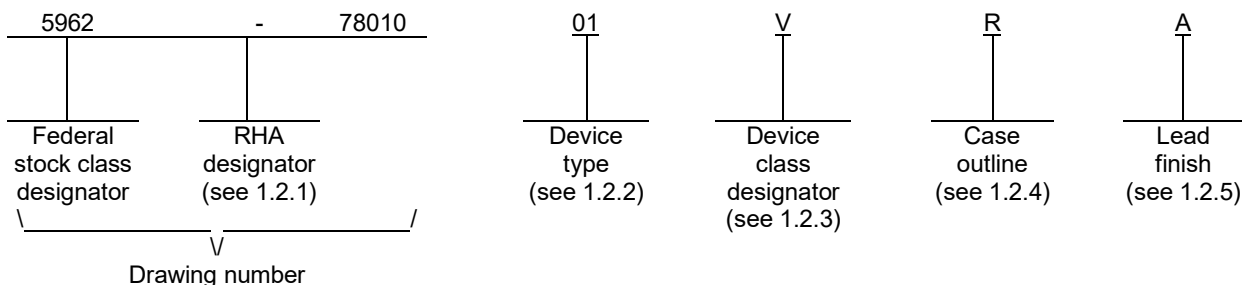 5962 - 78010 01 V R A
Federal stock class designator
RHA designator (see 1.2.1)
Device type (see 1.2.2)
Device class designator (see 1.2.3)
Case outline (see 1.2.4)
Lead finish (see 1.2.5)
Drawing number